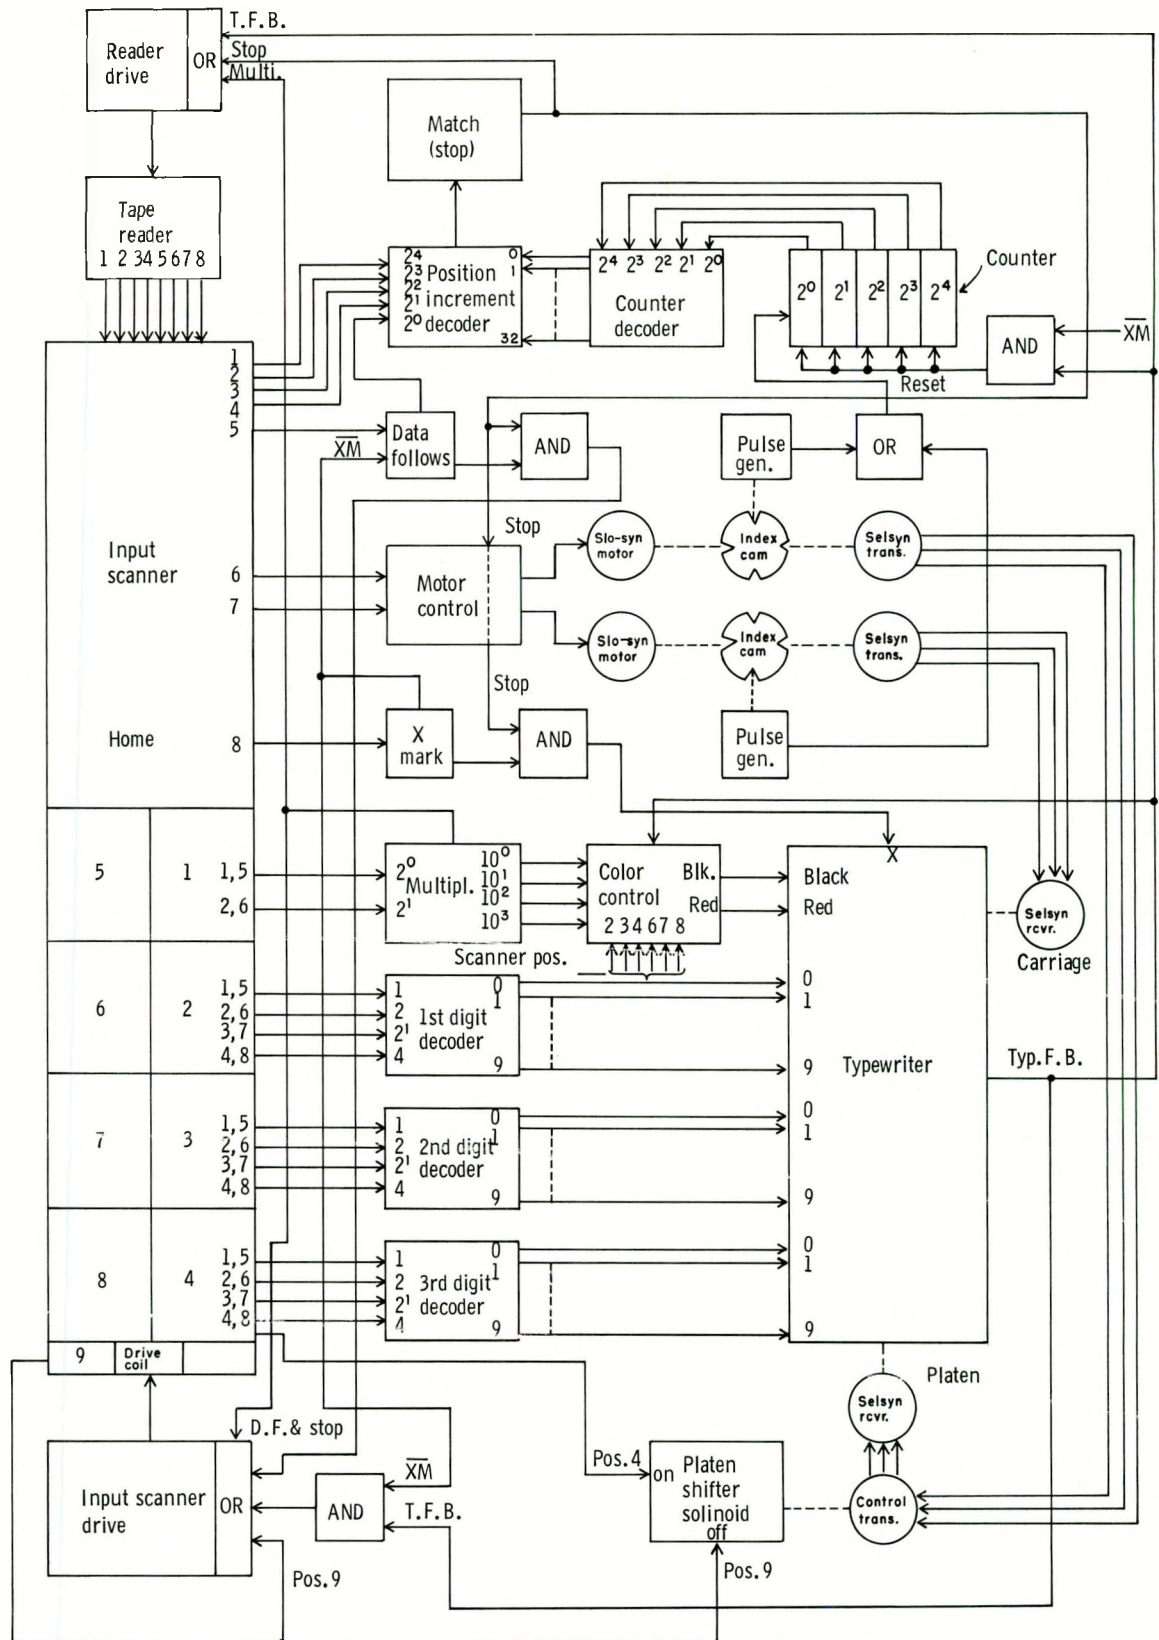 T.F.B.
Reader
drive
OR
Stop
Multi.
Match
(stop)
Tape
reader
1 2 3 4 5 6 7 8
2⁴
2³
2²
2¹
2⁰
Position
increment
decoder
0
1
32
2⁴ 2³ 2² 2¹ 2⁰
Counter
decoder
2⁰ 2¹ 2² 2³ 2⁴
Counter
AND
X̅M̅
Reset
1
2
3
4
5
X̅M̅
Data
follows
AND
Pulse
gen.
OR
Stop
Input
scanner
6
7
Motor
control
Slo-syn
motor
Index
cam
Selsyn
trans.
Slo-syn
motor
Index
cam
Selsyn
trans.
Stop
Home
8
X
mark
AND
Pulse
gen.
5
1
1,5
2,6
2⁰
2¹
Multipl.
10⁰
10¹
10²
10³
Color
control
Blk.
Red
2 3 4 6 7 8
Scanner pos.
X
Black
Red
Selsyn
rcvr.
Carriage
6
2
1,5
2,6
3,7
4,8
1
2
2¹
4
1st digit
decoder
0
1
9
0
1
9
Typewriter
Typ.F.B.
7
3
1,5
2,6
3,7
4,8
1
2
2¹
4
2nd digit
decoder
0
1
9
0
1
9
8
4
1,5
2,6
3,7
4,8
1
2
2¹
4
3rd digit
decoder
0
1
9
0
1
9
9
Drive
coil
Platen
Selsyn
rcvr.
D.F.& stop
Input scanner
drive
OR
AND
X̅M̅
T.F.B.
Pos.9
Pos.4
on
Platen
shifter
solinoid
off
Control
trans.
Pos.9